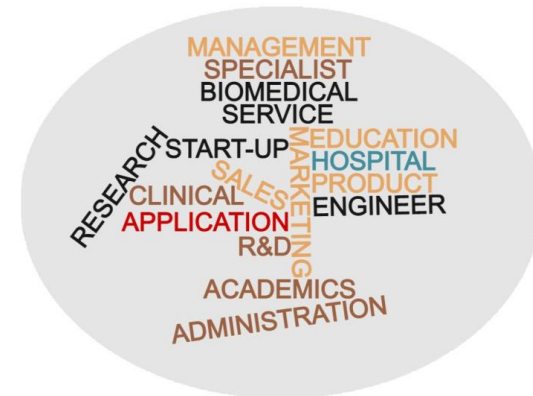 MANAGEMENT
SPECIALIST
BIOMEDICAL
SERVICE
START-UP
EDUCATION
HOSPITAL
RESEARCH
SALES
MARKETING
PRODUCT
CLINICAL
ENGINEER
APPLICATION
R&D
ACADEMICS
ADMINISTRATION